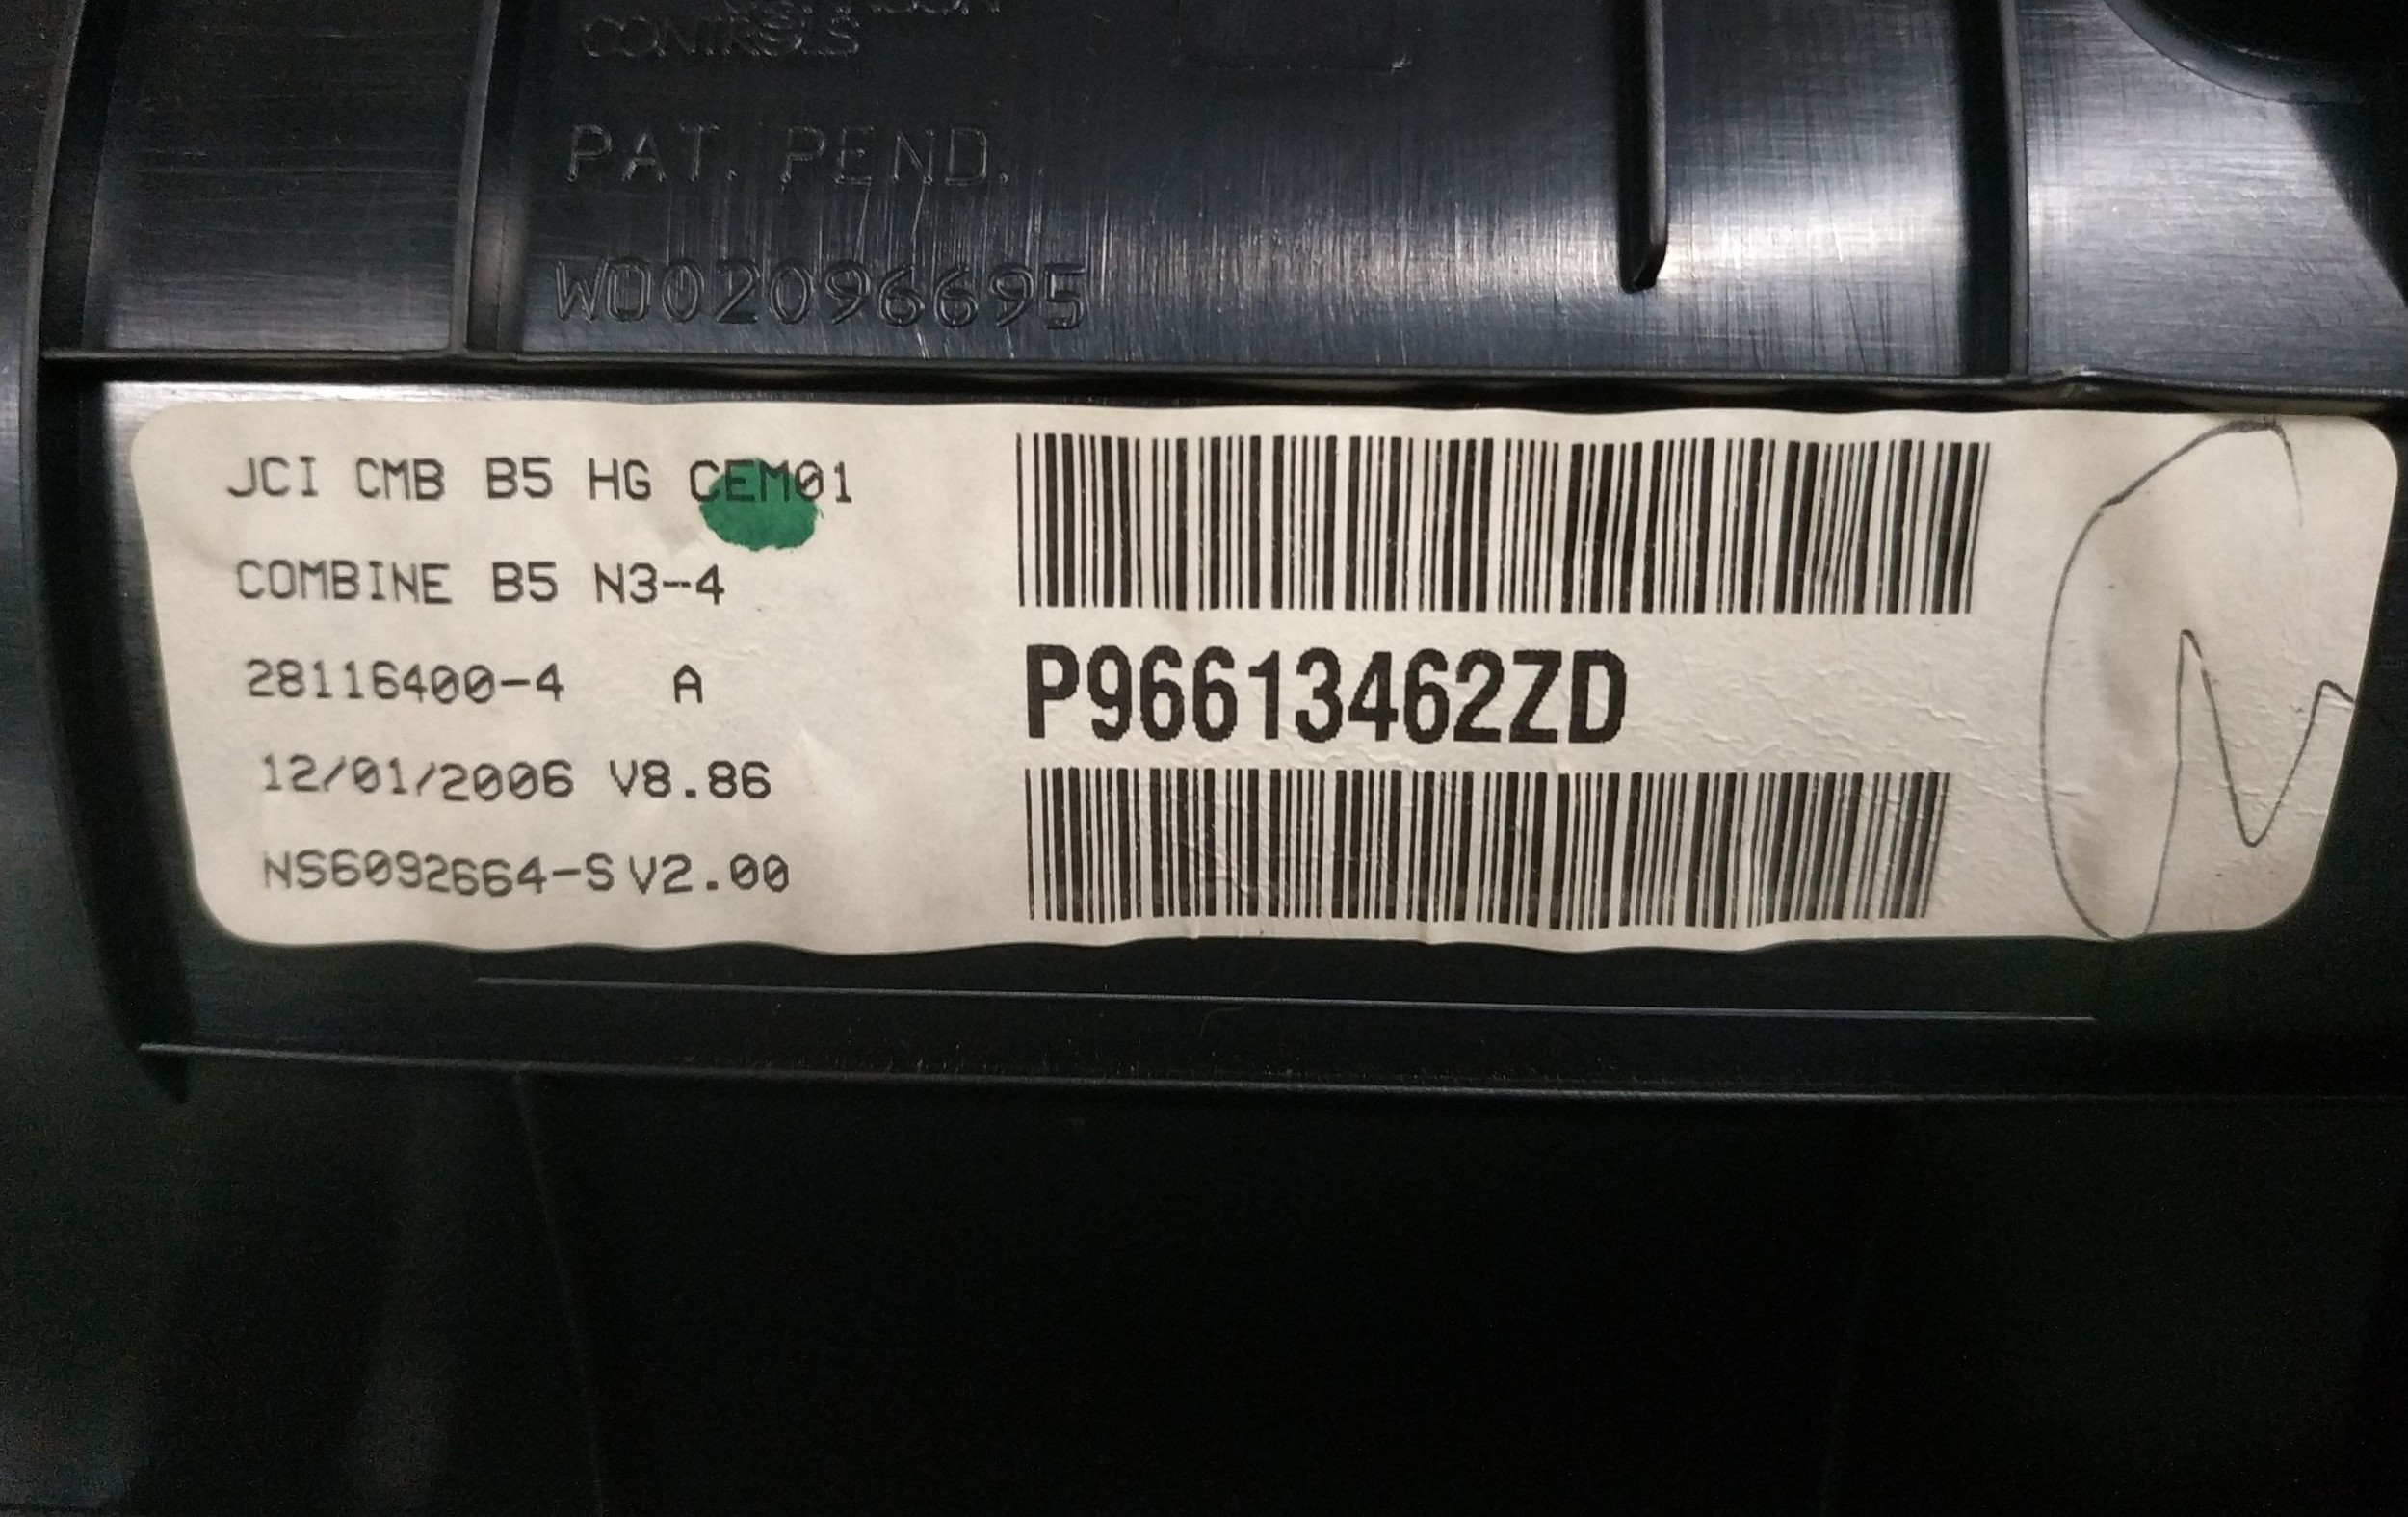 CONTROLS
PAT. PEND.
WO02096695
JCI CMB B5 HG CEM01
COMBINE B5 N3-4
28116400-4 A
12/01/2006 V8.86
NS6092664-S V2.00
P96613462ZD